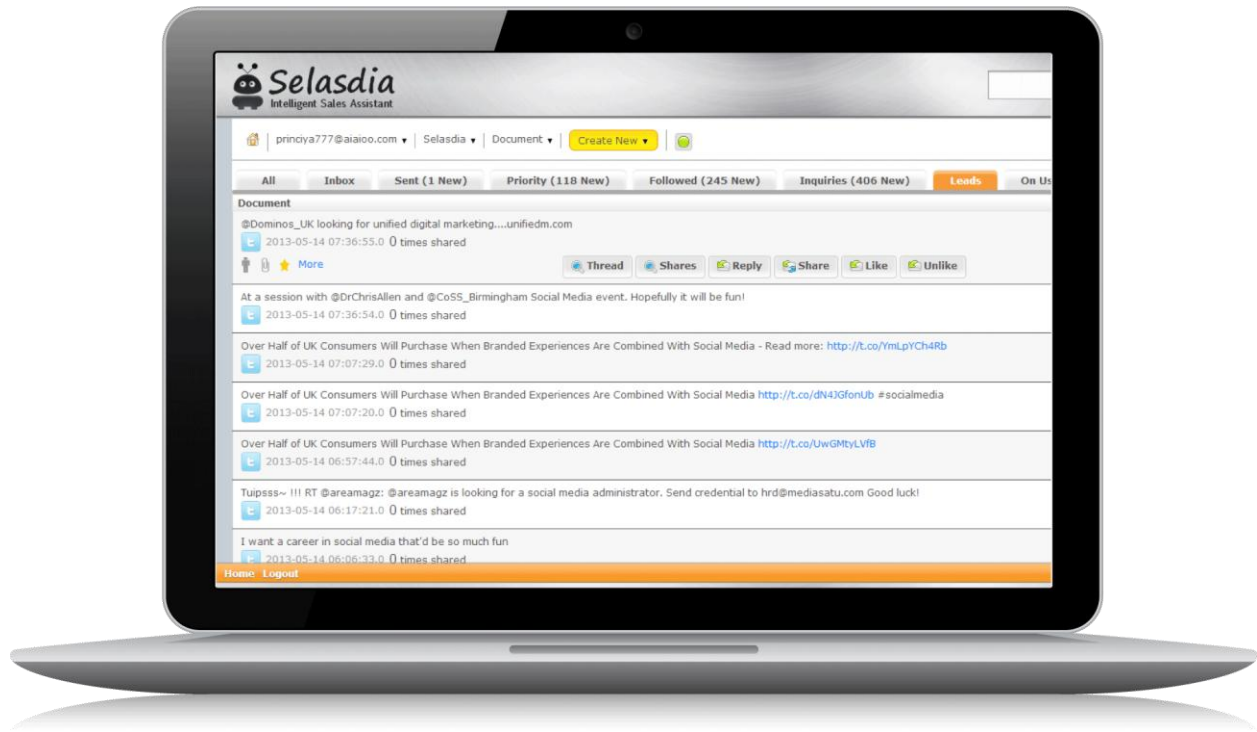 Selasdia
Intelligent Sales Assistant
princiya777@aiaioo.com Selasdia Document Create New
All Inbox Sent (1 New) Priority (118 New) Followed (245 New) Inquiries (406 New) Leads On Us
Document
@Dominos_UK looking for unified digital marketing....unifiedm.com
2013-05-14 07:36:55.0 0 times shared
More Thread Shares Reply Share Like Unlike
At a session with @DrChrisAllen and @CoSS_Birmingham Social Media event. Hopefully it will be fun!
2013-05-14 07:36:54.0 0 times shared
Over Half of UK Consumers Will Purchase When Branded Experiences Are Combined With Social Media - Read more: http://t.co/YmLpYCh4Rb
2013-05-14 07:07:29.0 0 times shared
Over Half of UK Consumers Will Purchase When Branded Experiences Are Combined With Social Media http://t.co/dN4JGfonUb #socialmedia
2013-05-14 07:07:20.0 0 times shared
Over Half of UK Consumers Will Purchase When Branded Experiences Are Combined With Social Media http://t.co/UwGMtyLVfB
2013-05-14 06:57:44.0 0 times shared
Tuipsss~ !!! RT @areamagz: @areamagz is looking for a social media administrator. Send credential to hrd@mediasatu.com Good luck!
2013-05-14 06:17:21.0 0 times shared
I want a career in social media that'd be so much fun
2013-05-14 06:06:33.0 0 times shared
Home Logout